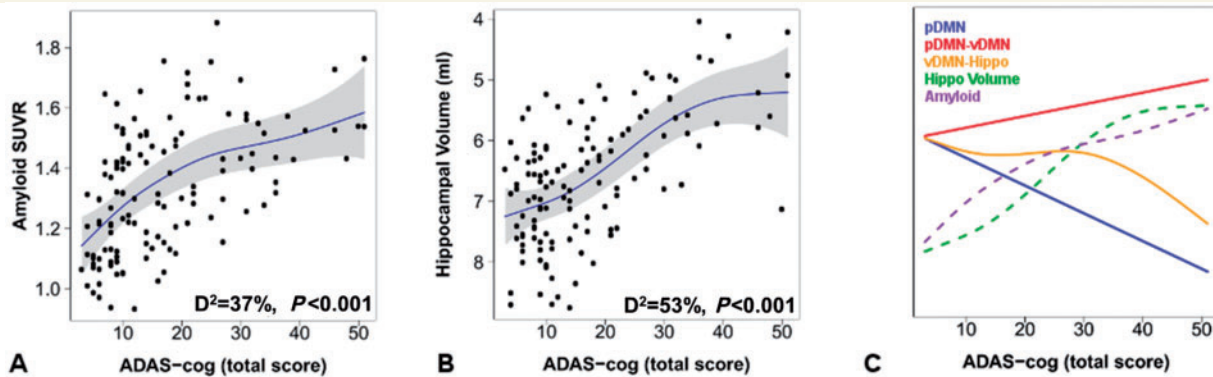 Amyloid SUVR
1.8
1.6
1.4
1.2
1.0
D²=37%, P<0.001
10 20 30 40 50
ADAS-cog (total score)
A
Hippocampal Volume (ml)
4
5
6
7
8
D²=53%, P<0.001
10 20 30 40 50
ADAS-cog (total score)
B
pDMN
pDMN-vDMN
vDMN-Hippo
Hippo Volume
Amyloid
10 20 30 40 50
ADAS-cog (total score)
C